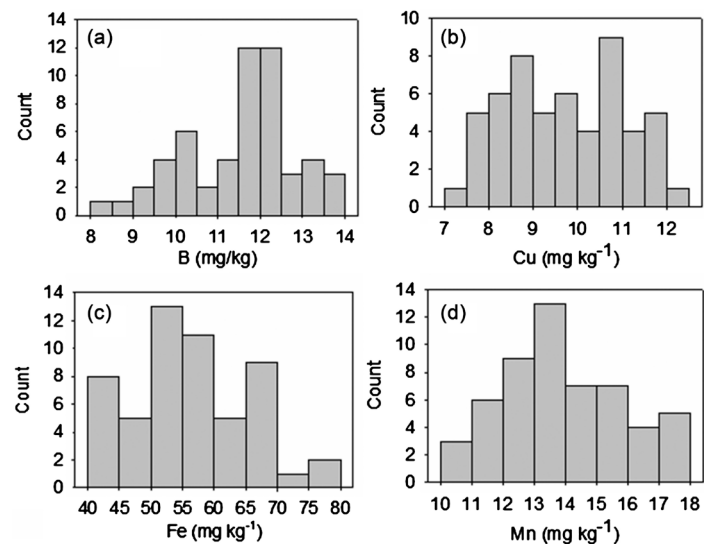 (a)
Count
14
12
10
8
6
4
2
0
8 9 10 11 12 13 14
B (mg/kg)
(b)
Count
10
8
6
4
2
0
7 8 9 10 11 12
Cu (mg kg⁻¹)
(c)
Count
14
12
10
8
6
4
2
0
40 45 50 55 60 65 70 75 80
Fe (mg kg⁻¹)
(d)
Count
14
12
10
8
6
4
2
0
10 11 12 13 14 15 16 17 18
Mn (mg kg⁻¹)